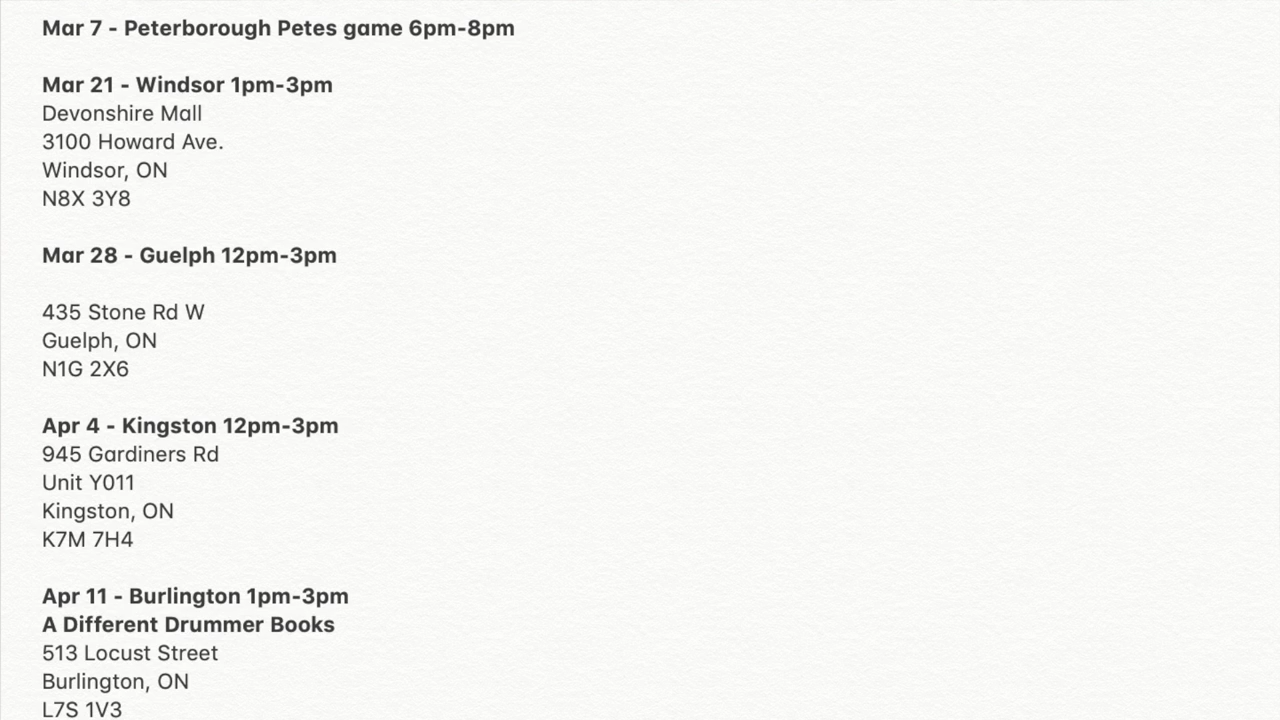 Mar 7 - Peterborough Petes game 6pm-8pm
Mar 21 - Windsor 1pm-3pm
Devonshire Mall
3100 Howard Ave.
Windsor, ON
N8X 3Y8
Mar 28 - Guelph 12pm-3pm
435 Stone Rd W
Guelph, ON
N1G 2X6
Apr 4 - Kingston 12pm-3pm
945 Gardiners Rd
Unit Y011
Kingston, ON
K7M 7H4
Apr 11 - Burlington 1pm-3pm
A Different Drummer Books
513 Locust Street
Burlington, ON
L7S 1V3